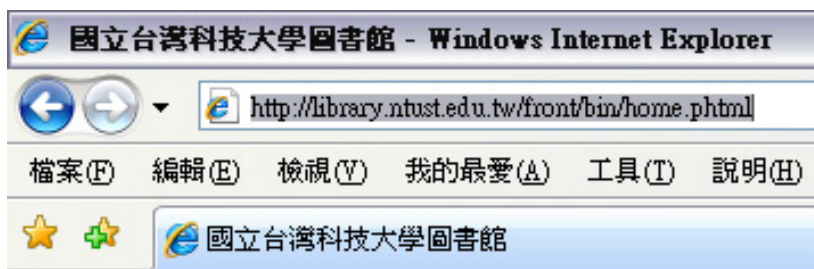 國立台灣科技大學圖書館 - Windows Internet Explorer
http://library.ntust.edu.tw/front/bin/home.phtml
檔案(F) 編輯(E) 檢視(V) 我的最愛(A) 工具(T) 說明(H)
國立台灣科技大學圖書館